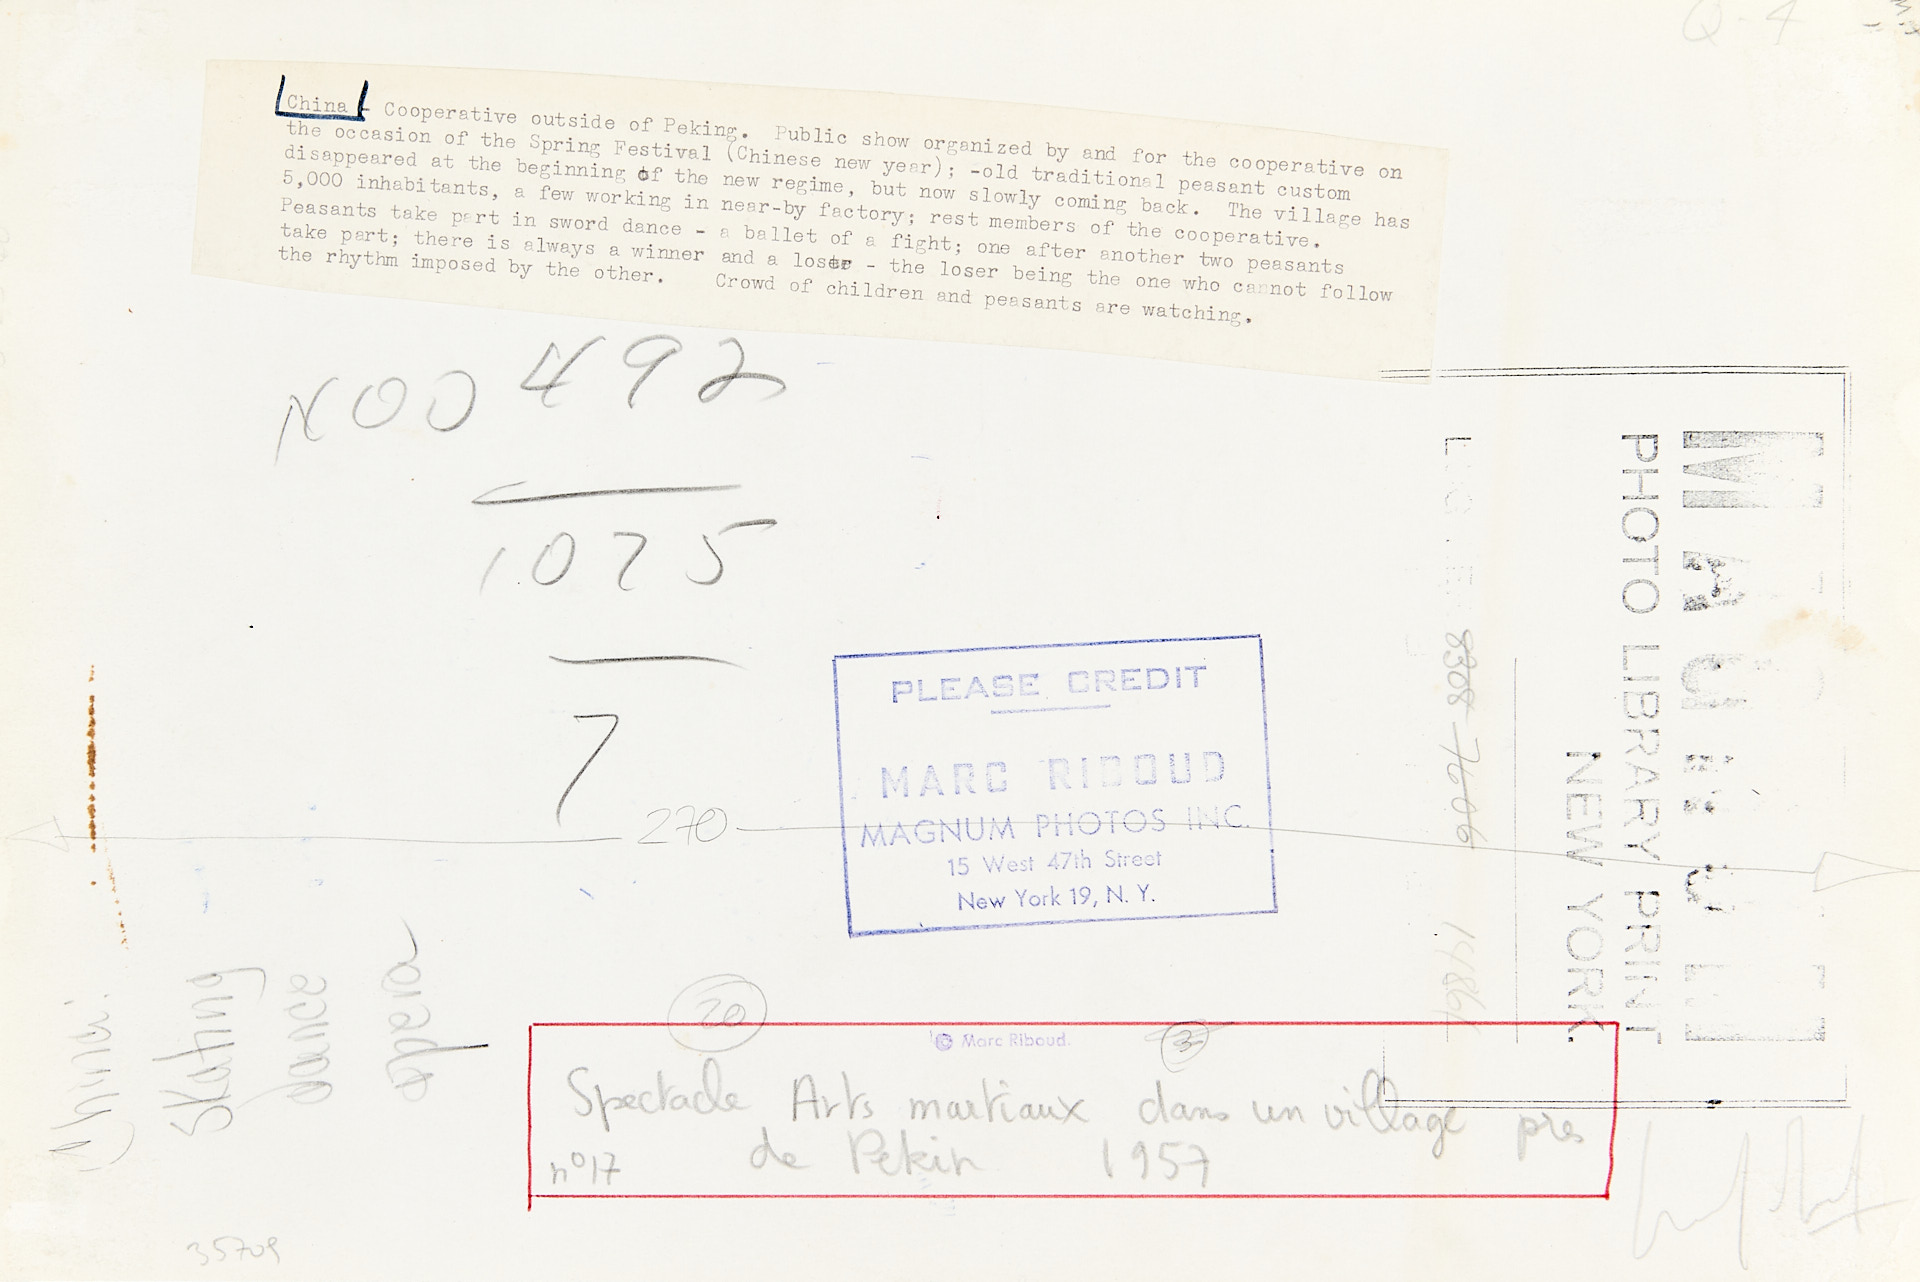 Q-4
China - Cooperative outside of Peking. Public show organized by and for the cooperative on
the occasion of the Spring Festival (Chinese new year); -old traditional peasant custom
disappeared at the beginning of the new regime, but now slowly coming back. The village has
5,000 inhabitants, a few working in near-by factory; rest members of the cooperative.
Peasants take part in sword dance - a ballet of a fight; one after another two peasants
take part; there is always a winner and a loser - the loser being the one who cannot follow
the rhythm imposed by the other. Crowd of children and peasants are watching.
N00492
1075
7
270
PLEASE CREDIT
MARC RIBOUD
MAGNUM PHOTOS INC.
15 West 47th Street
New York 19, N. Y.
PHOTO LIBRARY PRINT
NEW YORK.
8308-7606
14864
Skating
dance
opera
20
© Marc Riboud.
3
Spectacle Arts martiaux dans un village près
de Pékin 1957
n°17
35709